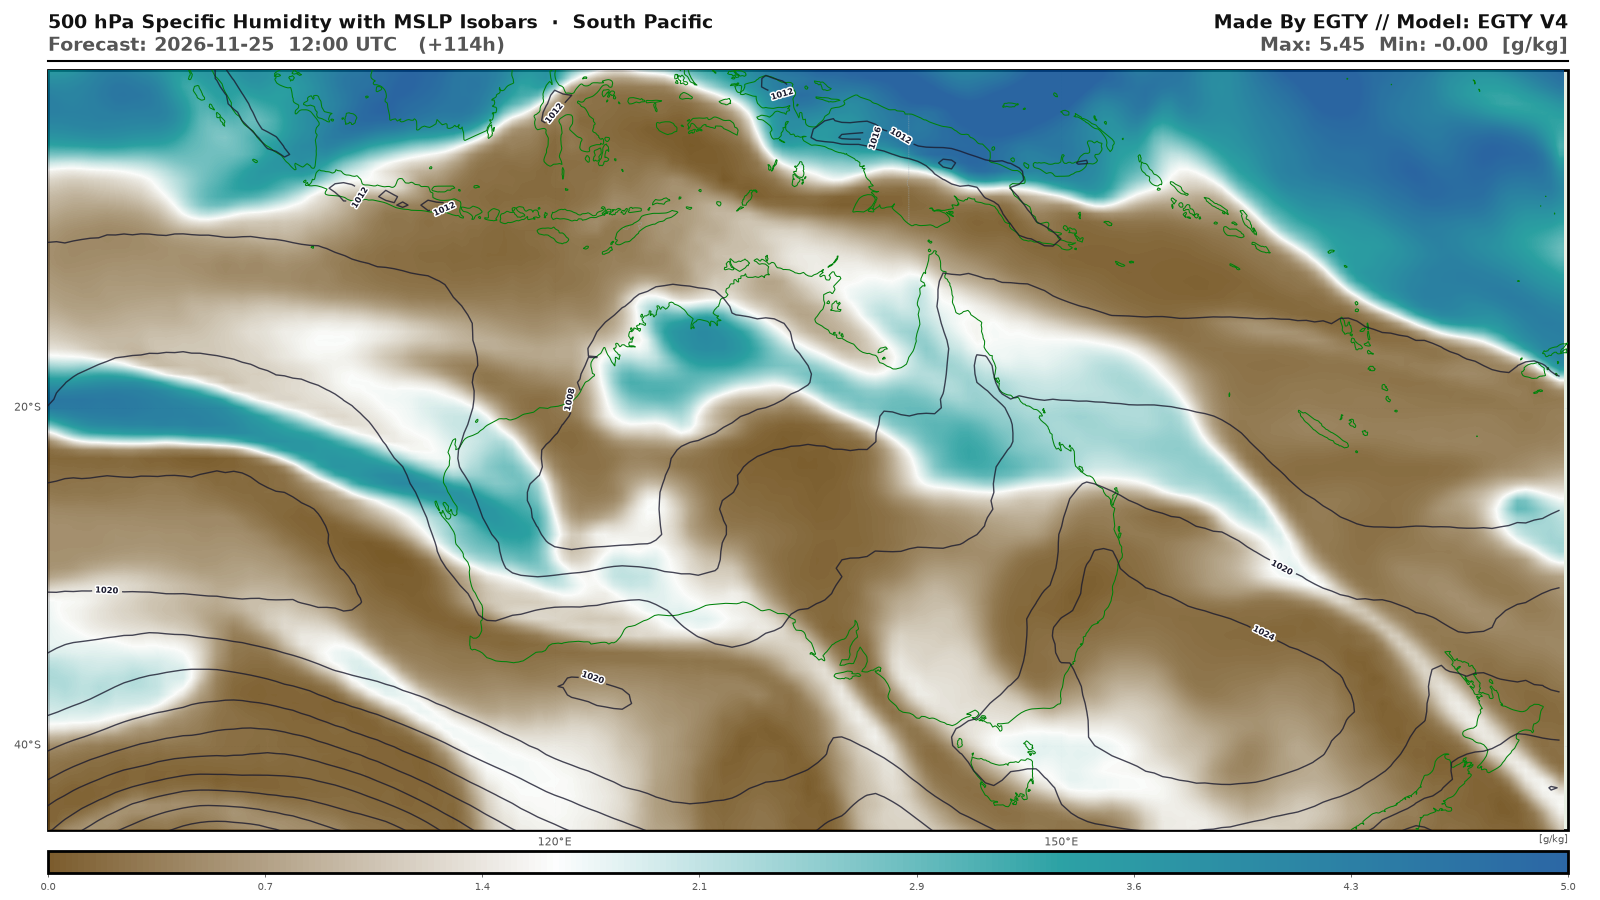 500 hPa Specific Humidity with MSLP Isobars · South Pacific
Made By EGTY // Model: EGTY V4
Forecast: 2026-11-25 12:00 UTC (+114h)
Max: 5.45 Min: -0.00 [g/kg]
1012
1012
1016
1012
1012
1012
1008
20°S
1020
1020
1024
1020
40°S
120°E
150°E
[g/kg]
0.0
0.7
1.4
2.1
2.9
3.6
4.3
5.0